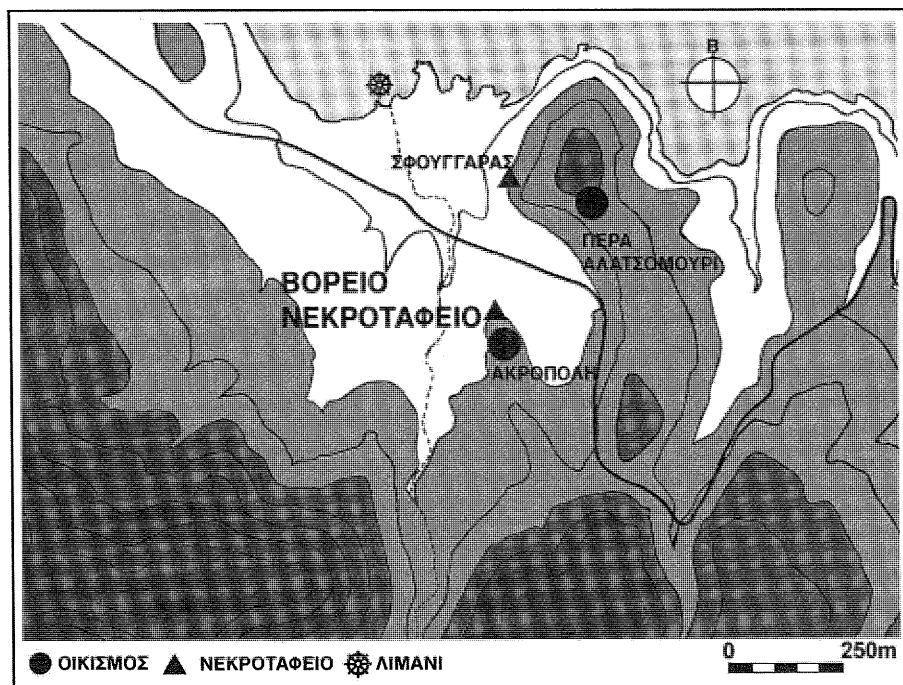 Β
ΣΦΟΥΓΓΑΡΑΣ
ΠΕΡΑ
ΑΛΑΤΣΟΜΟΥΡΙ
ΒΟΡΕΙΟ
ΝΕΚΡΟΤΑΦΕΙΟ
ΑΚΡΟΠΟΛΗ
ΟΙΚΙΣΜΟΣ ΝΕΚΡΟΤΑΦΕΙΟ ΛΙΜΑΝΙ
0 250m